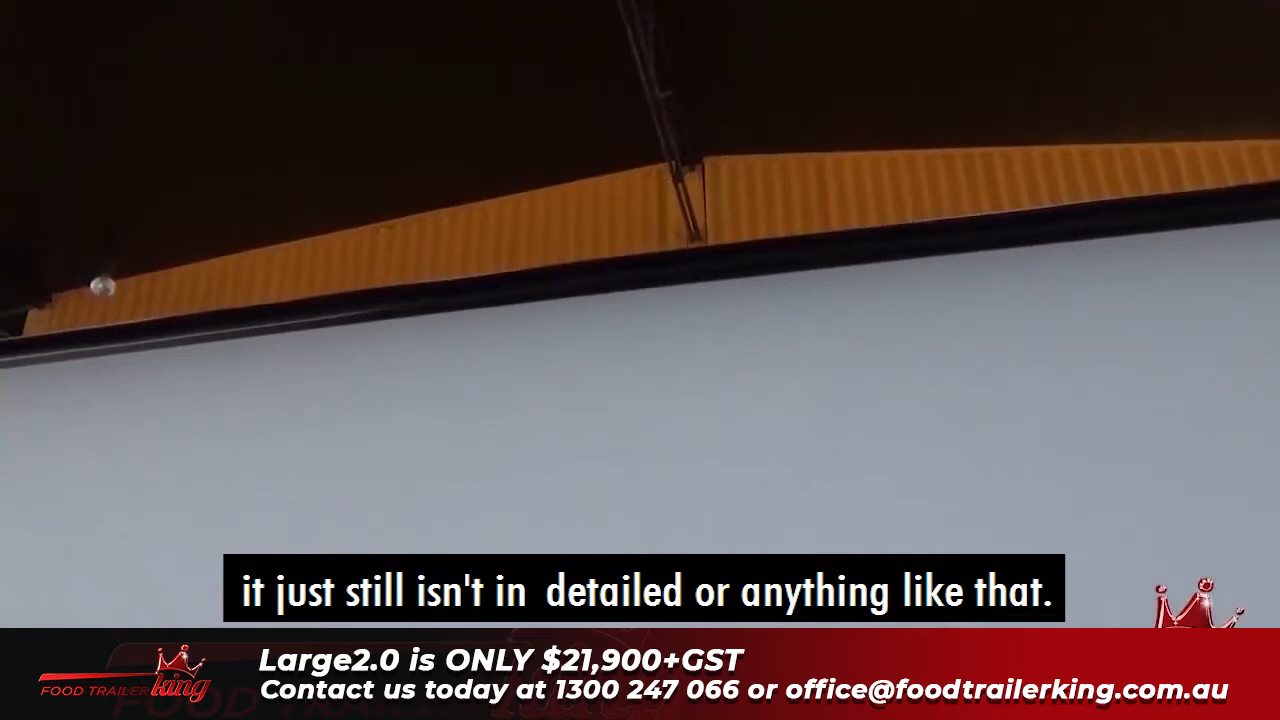 it just still isn't in detailed or anything like that.
Large2.0 is ONLY $21,900+GST
FOOD TRAILER king
Contact us today at 1300 247 066 or office@foodtrailerking.com.au